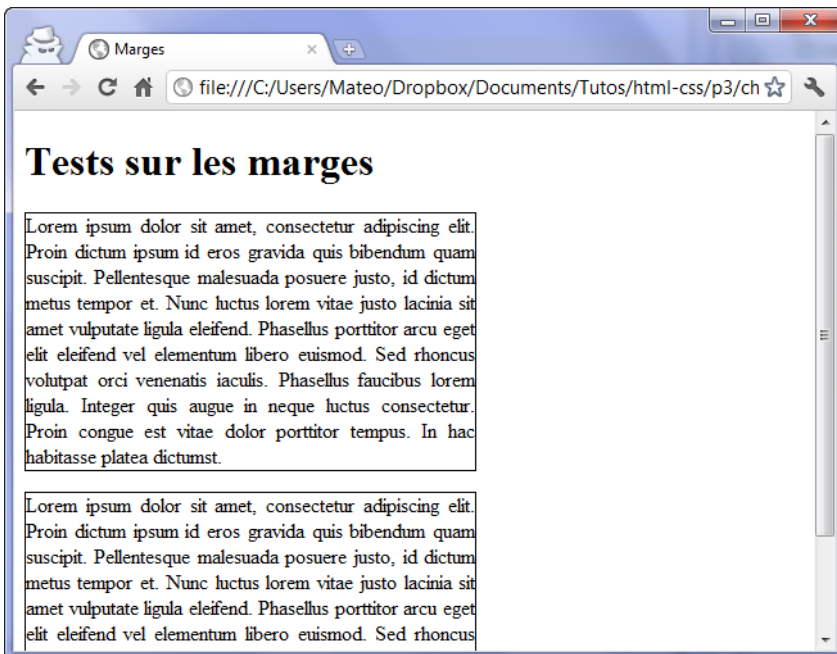 Marges
file:///C:/Users/Mateo/Dropbox/Documents/Tutos/html-css/p3/ch
Tests sur les marges
Lorem ipsum dolor sit amet, consectetur adipiscing elit.
Proin dictum ipsum id eros gravida quis bibendum quam
suscipit. Pellentesque malesuada posuere justo, id dictum
metus tempor et. Nunc luctus lorem vitae justo lacinia sit
amet vulputate ligula eleifend. Phasellus porttitor arcu eget
elit eleifend vel elementum libero euismod. Sed rhoncus
volutpat orci venenatis iaculis. Phasellus faucibus lorem
ligula. Integer quis augue in neque luctus consectetur.
Proin congue est vitae dolor porttitor tempus. In hac
habitasse platea dictumst.
Lorem ipsum dolor sit amet, consectetur adipiscing elit.
Proin dictum ipsum id eros gravida quis bibendum quam
suscipit. Pellentesque malesuada posuere justo, id dictum
metus tempor et. Nunc luctus lorem vitae justo lacinia sit
amet vulputate ligula eleifend. Phasellus porttitor arcu eget
elit eleifend vel elementum libero euismod. Sed rhoncus